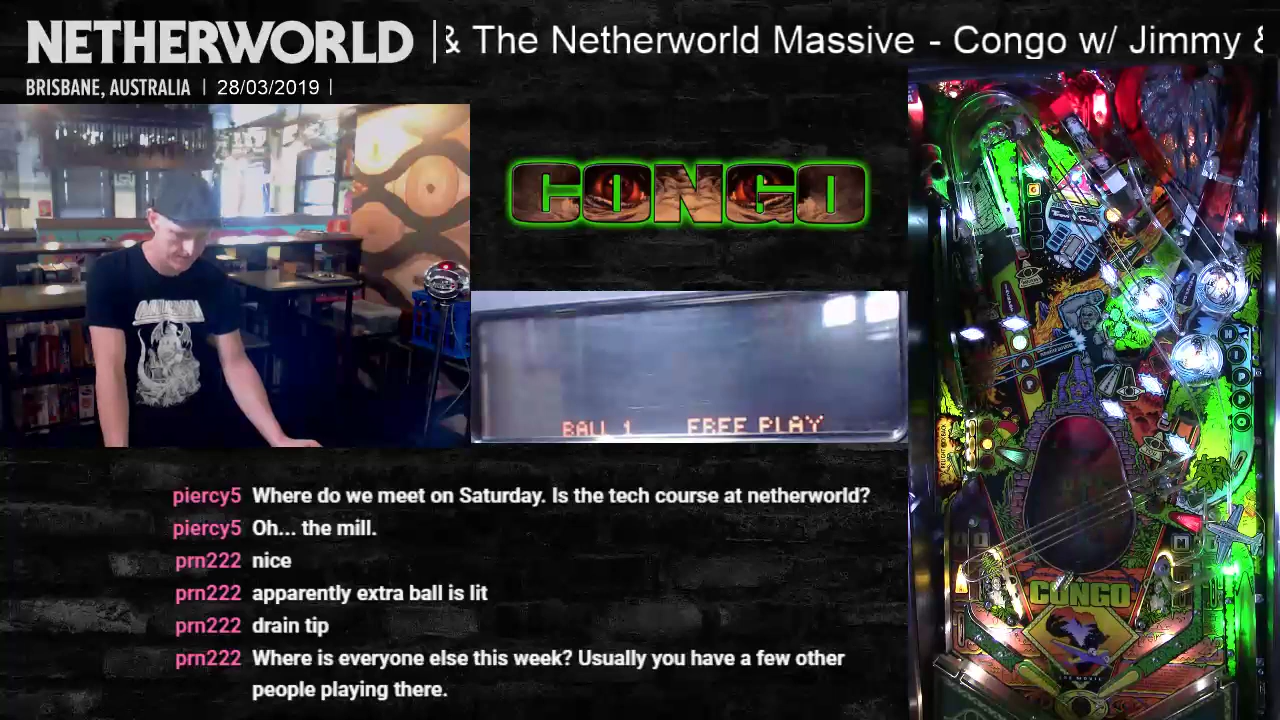 NETHERWORLD
& The Netherworld Massive - Congo w/ Jimmy &
BRISBANE, AUSTRALIA | 28/03/2019 |
CONGO
BALL 1 FREE PLAY
piercy5 Where do we meet on Saturday. Is the tech course at netherworld?
piercy5 Oh... the mill.
prn222 nice
prn222 apparently extra ball is lit
prn222 drain tip
prn222 Where is everyone else this week? Usually you have a few other
people playing there.
H
I
P
P
O
CONGO
THE MOVIE